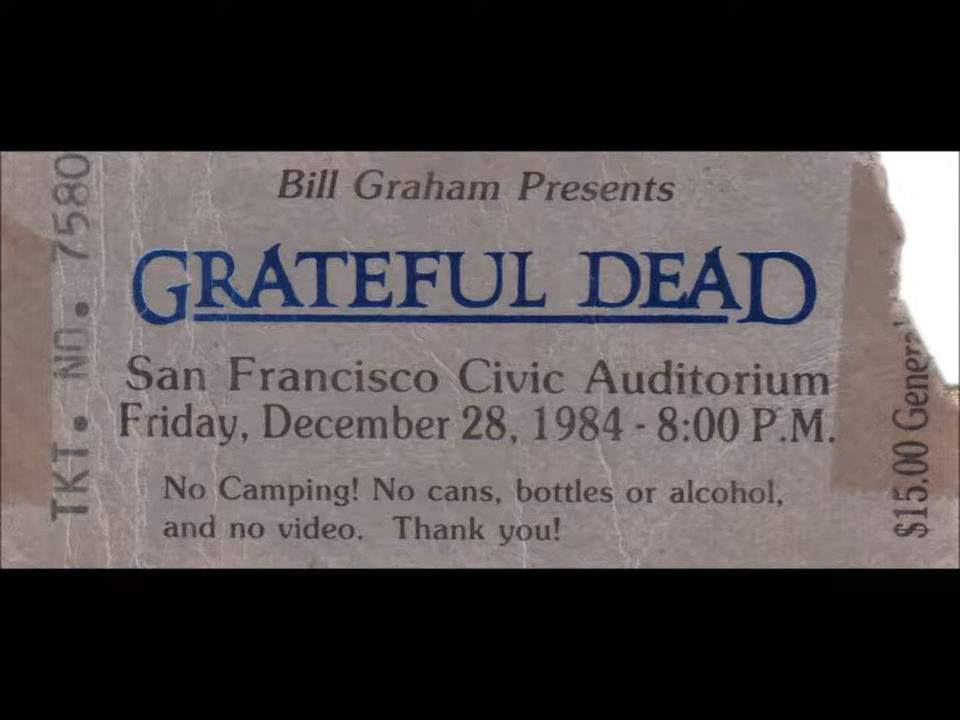 Bill Graham Presents
GRATEFUL DEAD
San Francisco Civic Auditorium
Friday, December 28, 1984 - 8:00 P.M.
No Camping! No cans, bottles or alcohol,
and no video. Thank you!
TKT. NO. 7580
$15.00 General